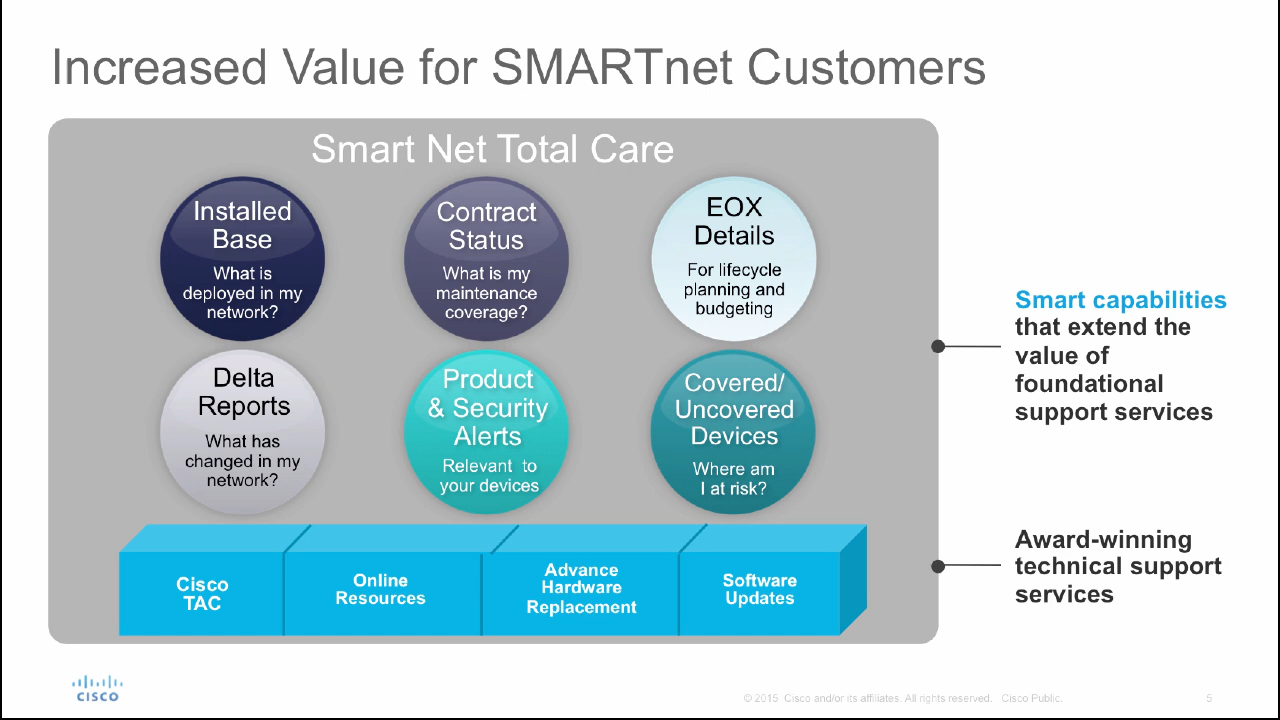 Increased Value for SMARTnet Customers
Smart Net Total Care
Installed
Base
What is
deployed in my
network?
Contract
Status
What is my
maintenance
coverage?
EOX
Details
For lifecycle
planning and
budgeting
Delta
Reports
What has
changed in my
network?
Product
& Security
Alerts
Relevant to
your devices
Covered/
Uncovered
Devices
Where am
I at risk?
Smart capabilities
that extend the
value of
foundational
support services
Cisco
TAC
Online
Resources
Advance
Hardware
Replacement
Software
Updates
Award-winning
technical support
services
CISCO
© 2015 Cisco and/or its affiliates. All rights reserved. Cisco Public.
5